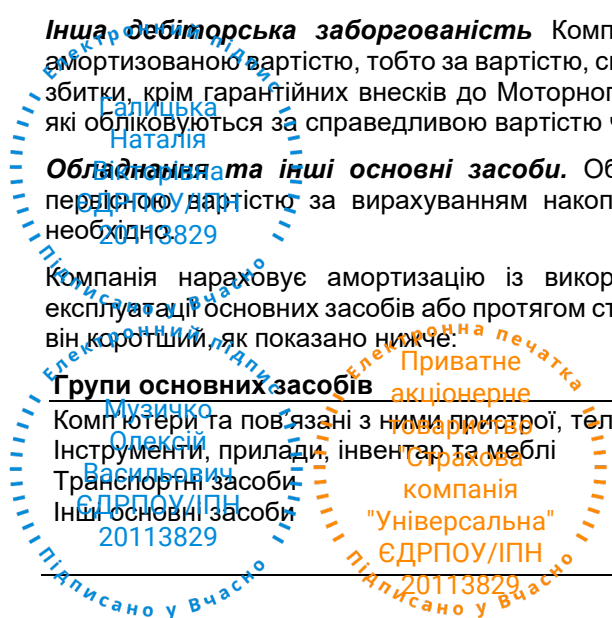 Інша дебіторська заборгованість Комп
амортизованою вартістю, тобто за вартістю, с
збитки, крім гарантійних внесків до Моторног
які обліковуються за справедливою вартістю ч
Обладнання та інші основні засоби. Об
первісною вартістю за вирахуванням накоп
необхідно.
Компанія нараховує амортизацію із викор
експлуатації основних засобів або протягом ст
він коротший, як показано нижче:
Групи основних засобів
Комп'ютери та пов'язані з ними пристрої, тел
Інструменти, прилади, інвентар та меблі
Транспортні засоби
Інші основні засоби
Електронний підпис
Галицька
Наталія
Вікторівна
ЄДРПОУ/ІПН
20113829
Підписано у Вчасно
Електронний підпис
Музичко
Олексій
Васильович
ЄДРПОУ/ІПН
20113829
Підписано у Вчасно
Електронна печатка
Приватне
акціонерне
товариство
"Страхова
компанія
"Універсальна"
ЄДРПОУ/ІПН
20113829
Підписано у Вчасно